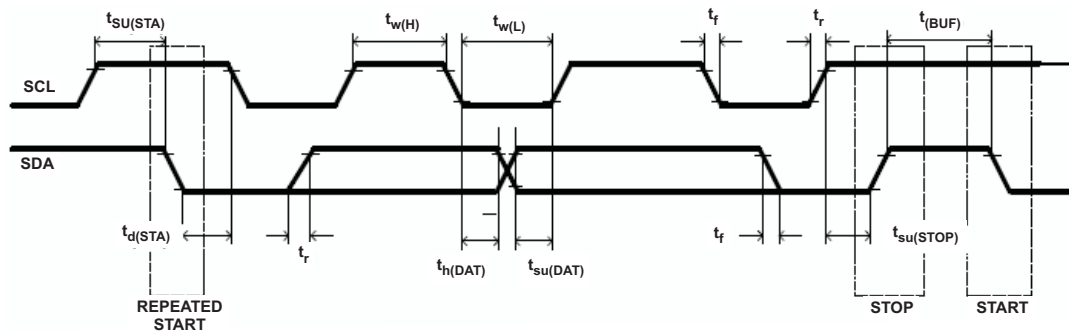 tSU(STA)
tw(H)
tw(L)
tf
tr
t(BUF)
SCL
SDA
td(STA)
tr
th(DAT)
tsu(DAT)
tf
tsu(STOP)
REPEATED
START
STOP
START